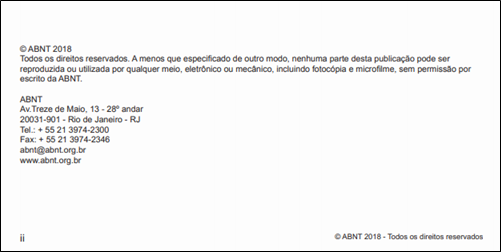 © ABNT 2018
Todos os direitos reservados. A menos que especificado de outro modo, nenhuma parte desta publicação pode ser
reproduzida ou utilizada por qualquer meio, eletrônico ou mecânico, incluindo fotocópia e microfilme, sem permissão por
escrito da ABNT.
ABNT
Av.Treze de Maio, 13 - 28º andar
20031-901 - Rio de Janeiro - RJ
Tel.: + 55 21 3974-2300
Fax: + 55 21 3974-2346
abnt@abnt.org.br
www.abnt.org.br
ii
© ABNT 2018 - Todos os direitos reservados